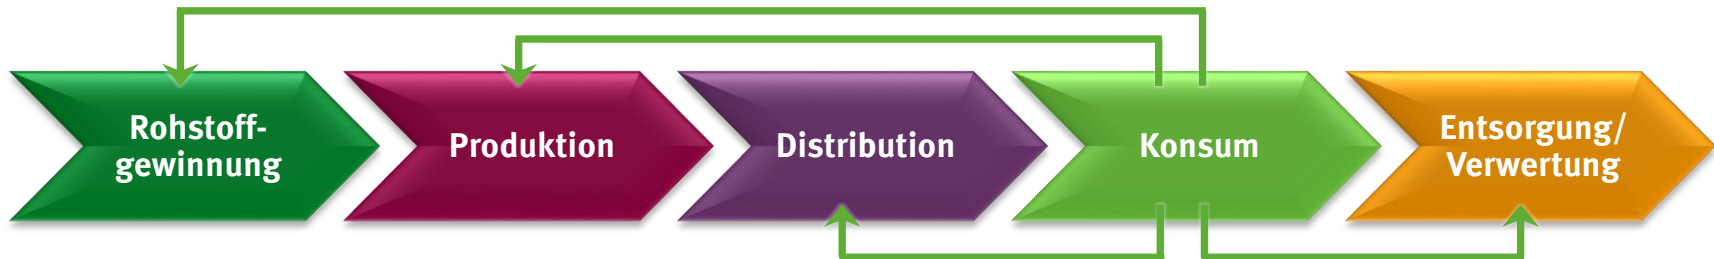 Rohstoff-
gewinnung
Produktion
Distribution
Konsum
Entsorgung/
Verwertung